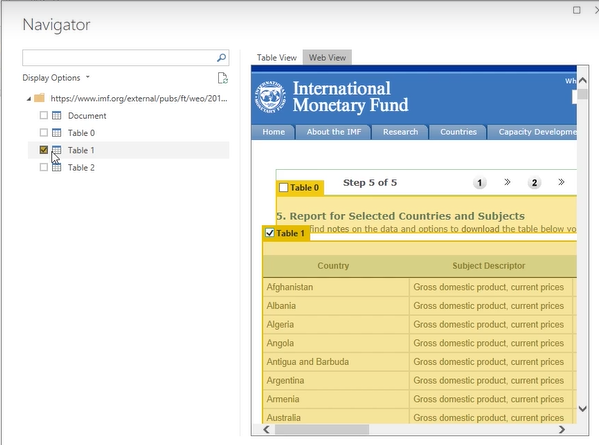 Navigator
Display Options
https://www.imf.org/external/pubs/ft/weo/201...
Document
Table 0
Table 1
Table 2
Table View
Web View
International
Monetary Fund
Wh
Home
About the IMF
Research
Countries
Capacity Developme
Table 0
Step 5 of 5
1
2
5. Report for Selected Countries and Subjects
Table 1
find notes on the data and options to download the table below yo
Country
Subject Descriptor
Afghanistan
Gross domestic product, current prices
Albania
Gross domestic product, current prices
Algeria
Gross domestic product, current prices
Angola
Gross domestic product, current prices
Antigua and Barbuda
Gross domestic product, current prices
Argentina
Gross domestic product, current prices
Armenia
Gross domestic product, current prices
Australia
Gross domestic product, current prices